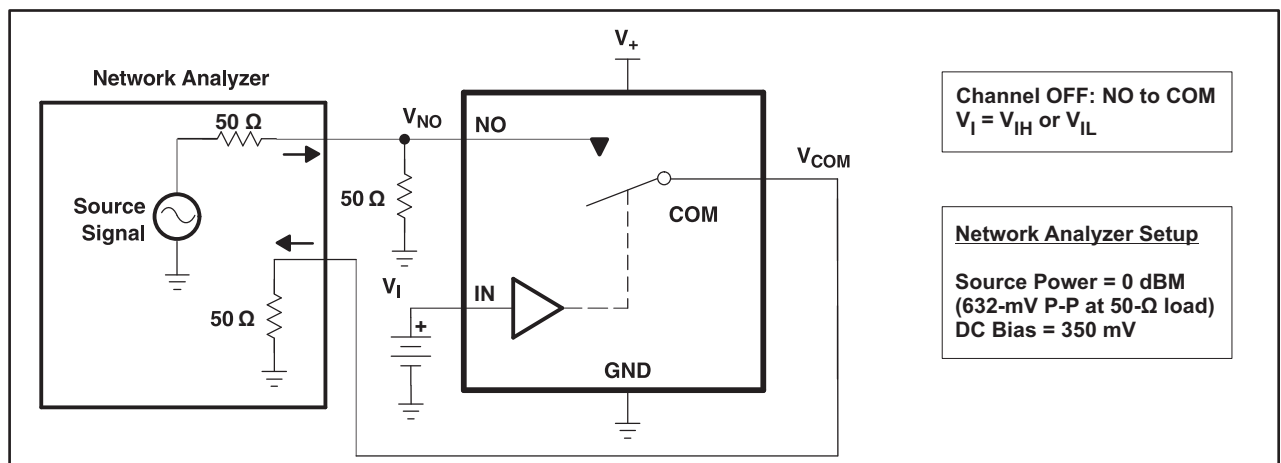 V+
Network Analyzer
50 Ω
VNO
NO
Source
Signal
50 Ω
50 Ω
VI
+
IN
VCOM
COM
GND
Channel OFF: NO to COM
VI = VIH or VIL
Network Analyzer Setup
Source Power = 0 dBM
(632-mV P-P at 50-Ω load)
DC Bias = 350 mV